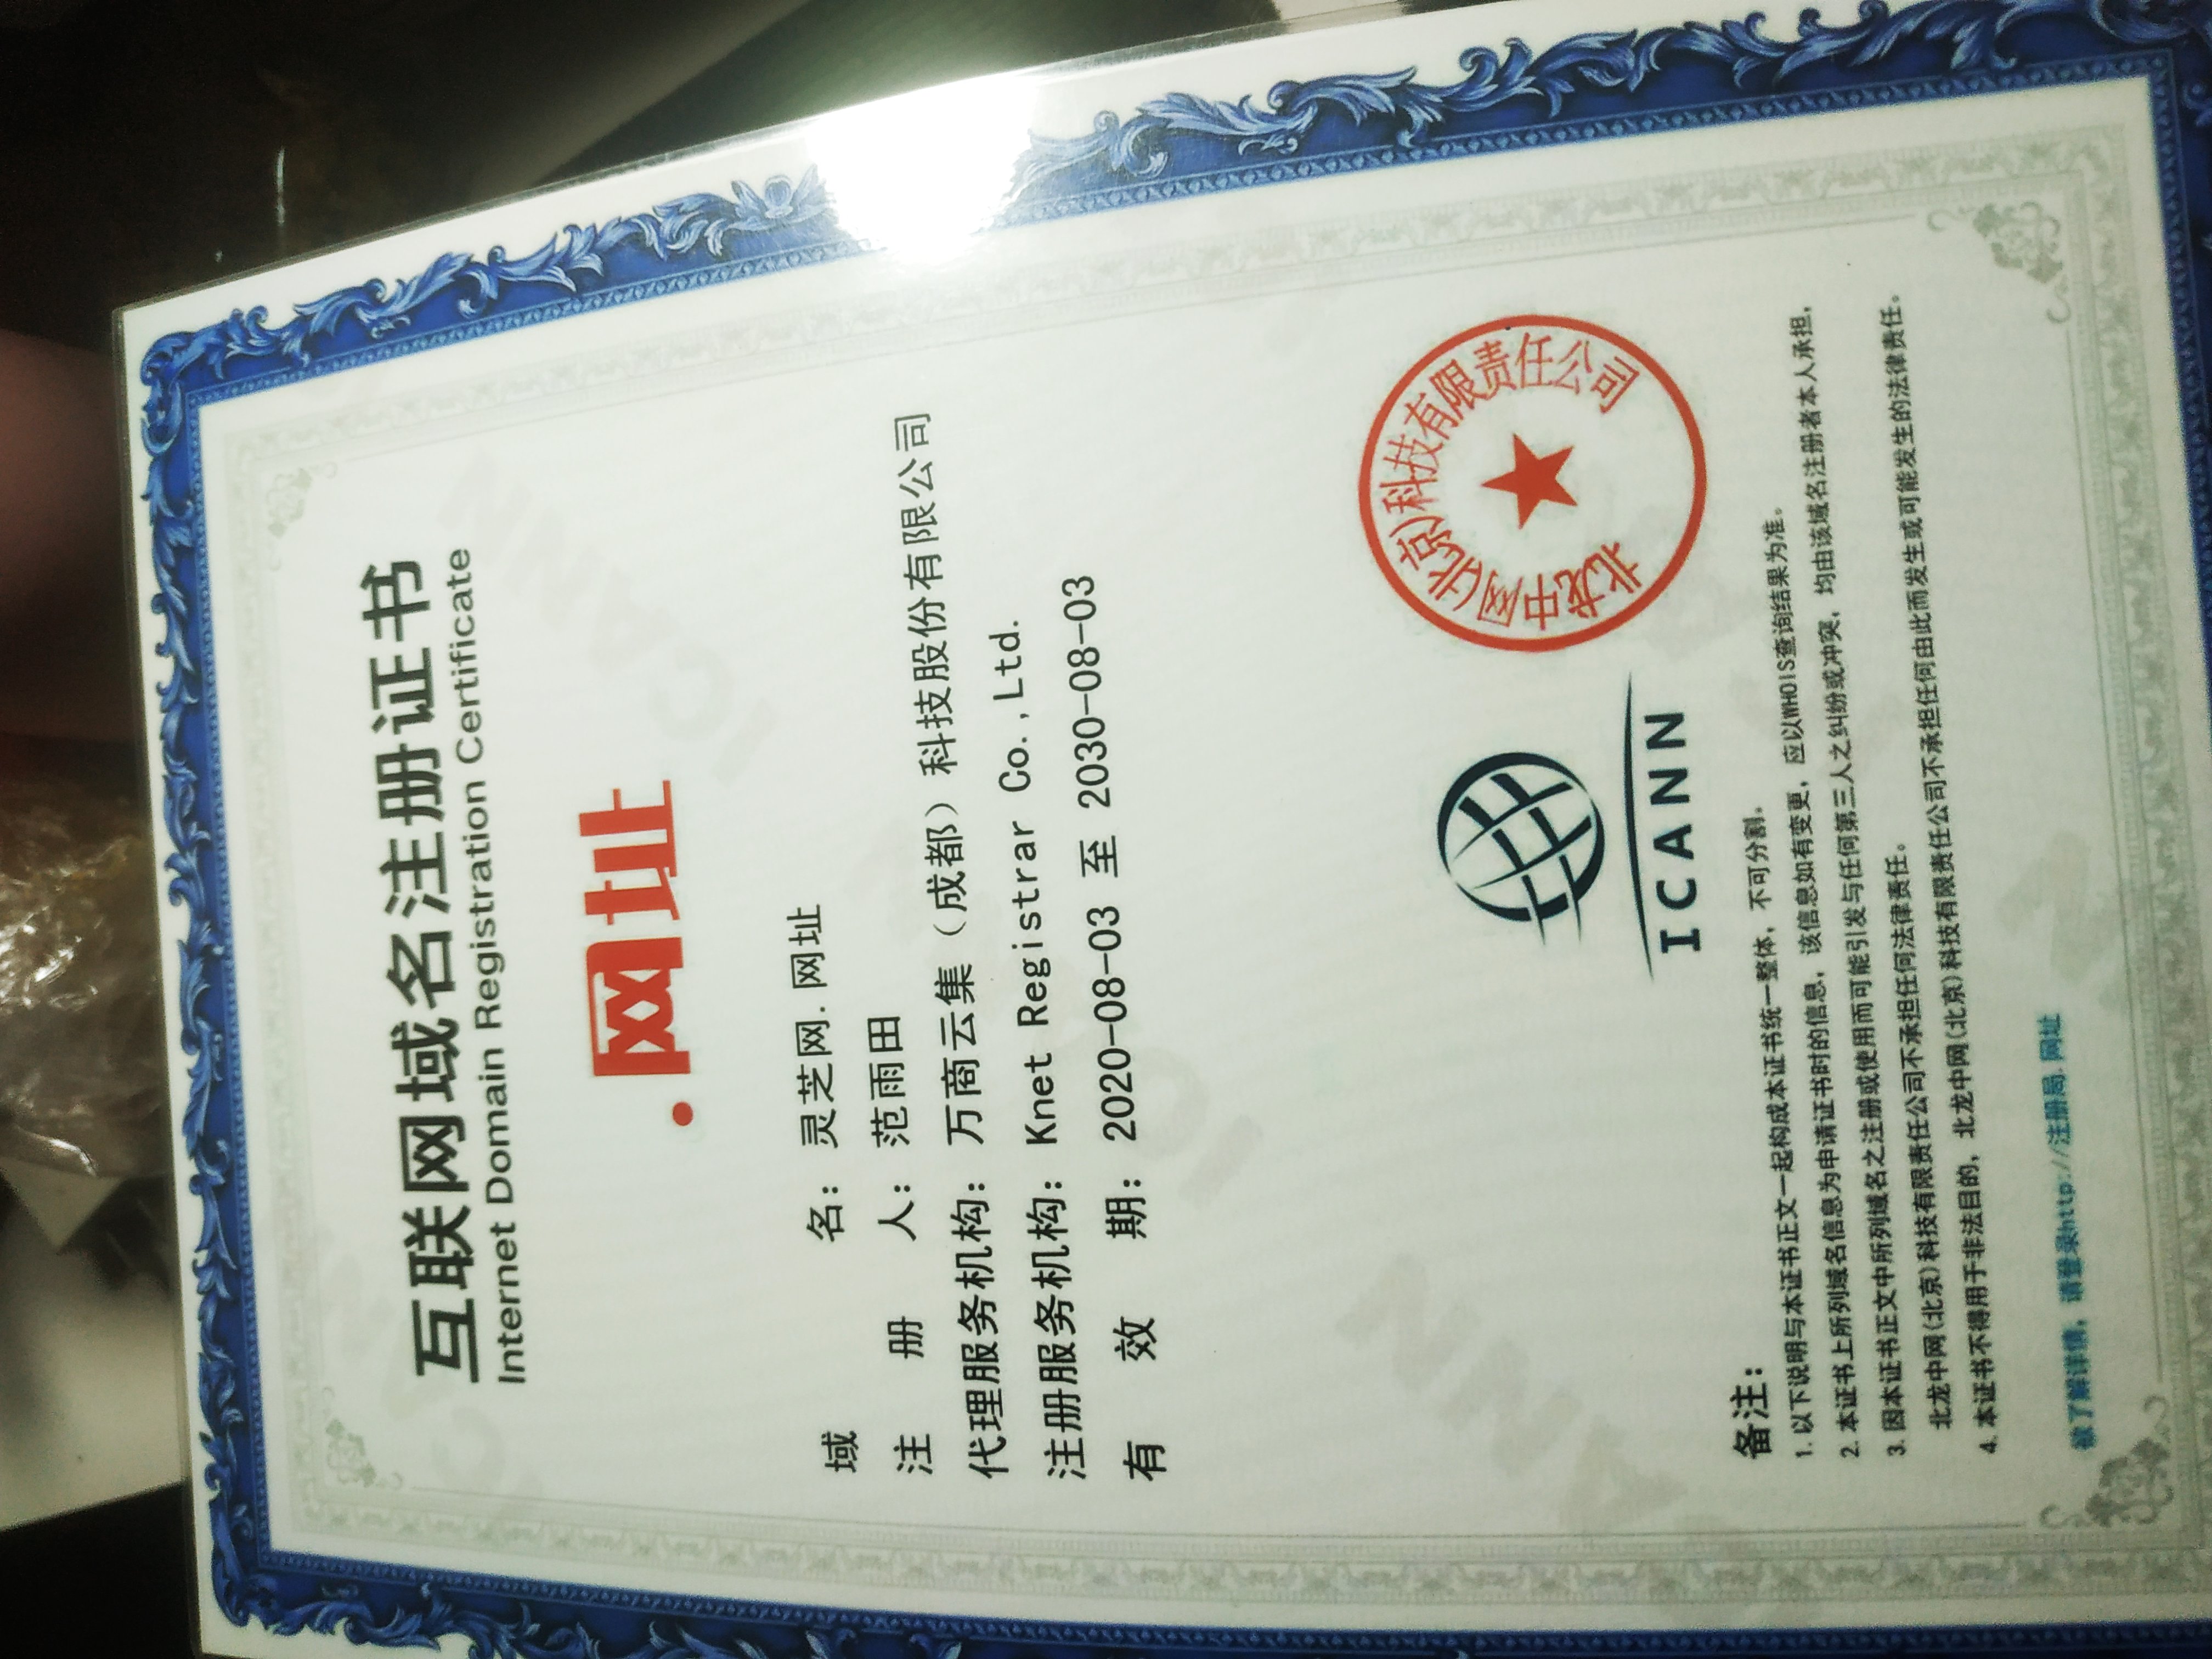 互联网域名注册证书
Internet Domain Registration Certificate
.网址
域名：灵芝网.网址
注册人：范雨田
代理服务机构：万商云集（成都）科技股份有限公司
注册服务机构：Knet Registrar Co.,Ltd.
有效期：2020-08-03 至 2030-08-03
ICANN
北龙中网(北京)科技有限责任公司
备注：
1. 以下说明与本证书正文一起构成本证书统一整体，不可分割。
2. 本证书上所列域名信息为申请证书时的信息，该信息如有变更，应以WHOIS查询结果为准。
3. 因本证书正文中所列域名之注册或使用而可能引发与任何第三人之纠纷或冲突，均由该域名注册者本人承担，
北龙中网(北京)科技有限责任公司不承担任何法律责任。
4. 本证书不得用于非法目的，北龙中网(北京)科技有限责任公司不承担任何由此而发生或可能发生的法律责任。
欲了解详情，请登录http://注册局.网址
ICANN
ICANN
ICANN